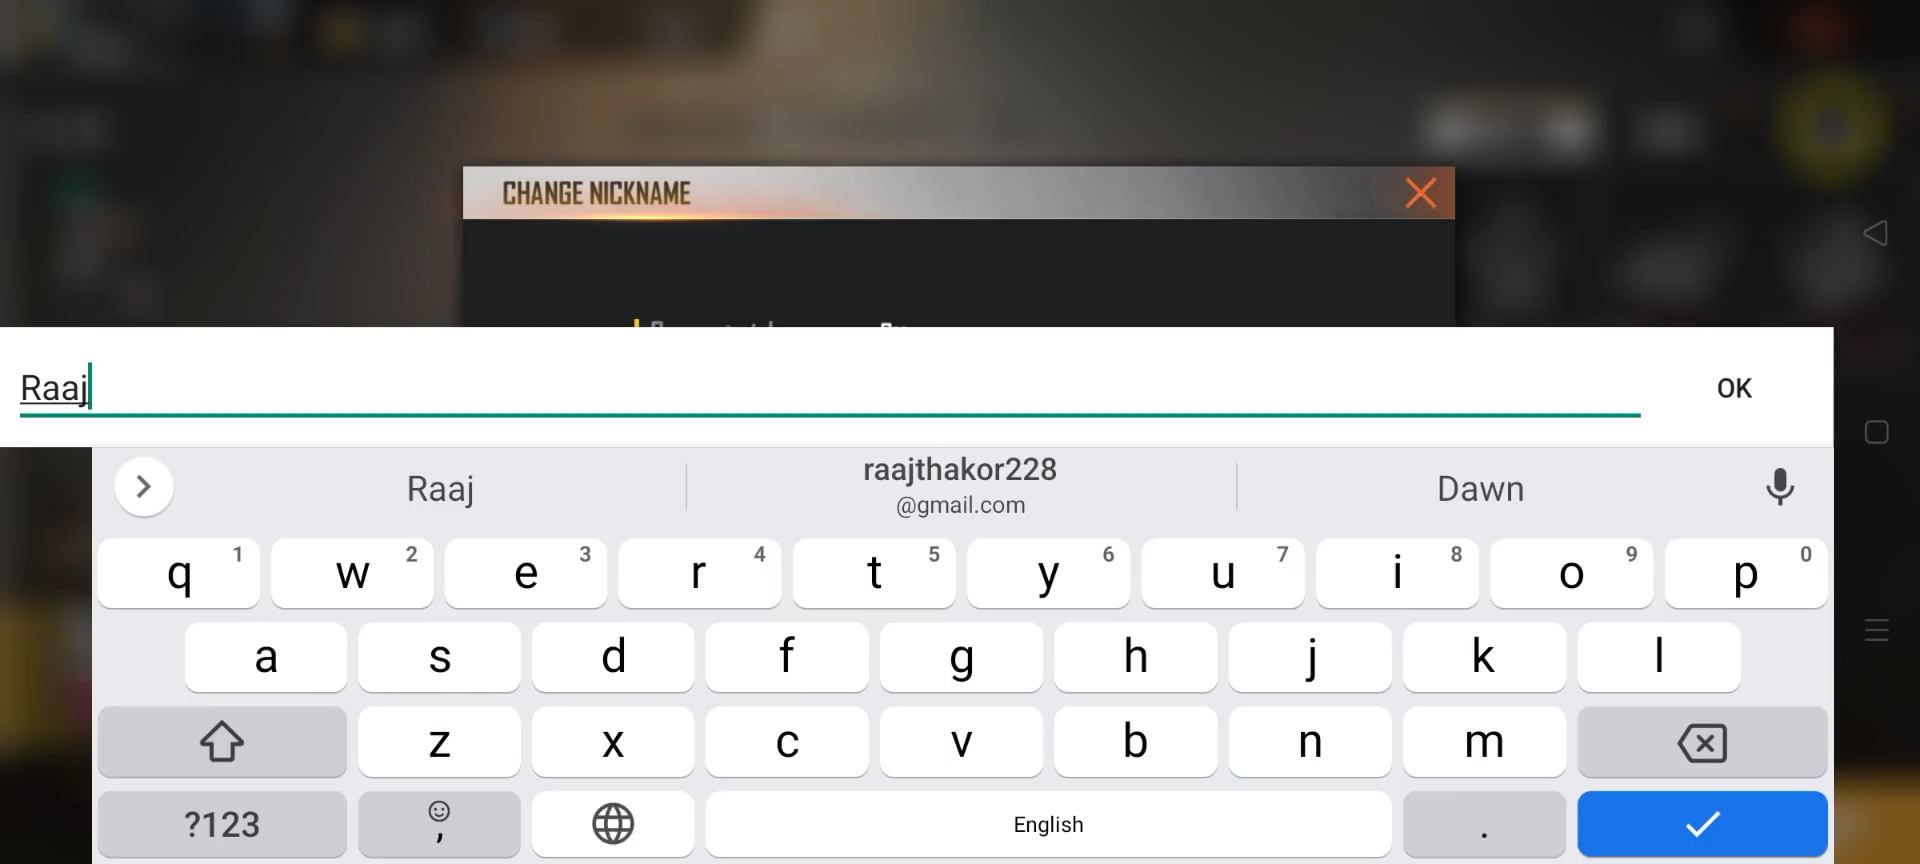 CHANGE NICKNAME
Raaj
OK
Raaj
raajthakor228
@gmail.com
Dawn
q 1 w 2 e 3 r 4 t 5 y 6 u 7 i 8 o 9 p 0
a s d f g h j k l
z x c v b n m
?123 , English .